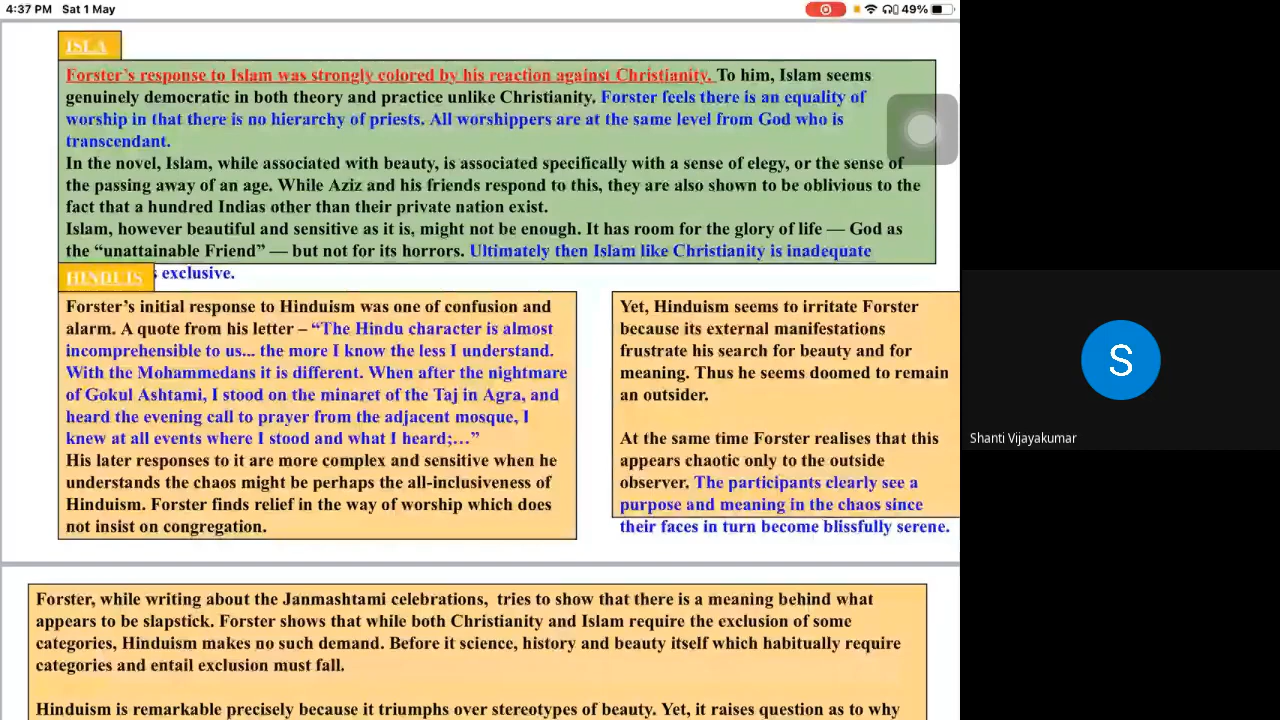 4:37 PM Sat 1 May
49%
ISLA
Forster's response to Islam was strongly colored by his reaction against Christianity. To him, Islam seems
genuinely democratic in both theory and practice unlike Christianity. Forster feels there is an equality of
worship in that there is no hierarchy of priests. All worshippers are at the same level from God who is
transcendant.
In the novel, Islam, while associated with beauty, is associated specifically with a sense of elegy, or the sense of
the passing away of an age. While Aziz and his friends respond to this, they are also shown to be oblivious to the
fact that a hundred Indias other than their private nation exist.
Islam, however beautiful and sensitive as it is, might not be enough. It has room for the glory of life — God as
the “unattainable Friend” — but not for its horrors. Ultimately then Islam like Christianity is inadequate
exclusive.
HINDUIS
Forster's initial response to Hinduism was one of confusion and
alarm. A quote from his letter – “The Hindu character is almost
incomprehensible to us... the more I know the less I understand.
With the Mohammedans it is different. When after the nightmare
of Gokul Ashtami, I stood on the minaret of the Taj in Agra, and
heard the evening call to prayer from the adjacent mosque, I
knew at all events where I stood and what I heard;…”
His later responses to it are more complex and sensitive when he
understands the chaos might be perhaps the all-inclusiveness of
Hinduism. Forster finds relief in the way of worship which does
not insist on congregation.
Yet, Hinduism seems to irritate Forster
because its external manifestations
frustrate his search for beauty and for
meaning. Thus he seems doomed to remain
an outsider.
At the same time Forster realises that this
appears chaotic only to the outside
observer. The participants clearly see a
purpose and meaning in the chaos since
their faces in turn become blissfully serene.
Forster, while writing about the Janmashtami celebrations, tries to show that there is a meaning behind what
appears to be slapstick. Forster shows that while both Christianity and Islam require the exclusion of some
categories, Hinduism makes no such demand. Before it science, history and beauty itself which habitually require
categories and entail exclusion must fall.
Hinduism is remarkable precisely because it triumphs over stereotypes of beauty. Yet, it raises question as to why
S
Shanti Vijayakumar